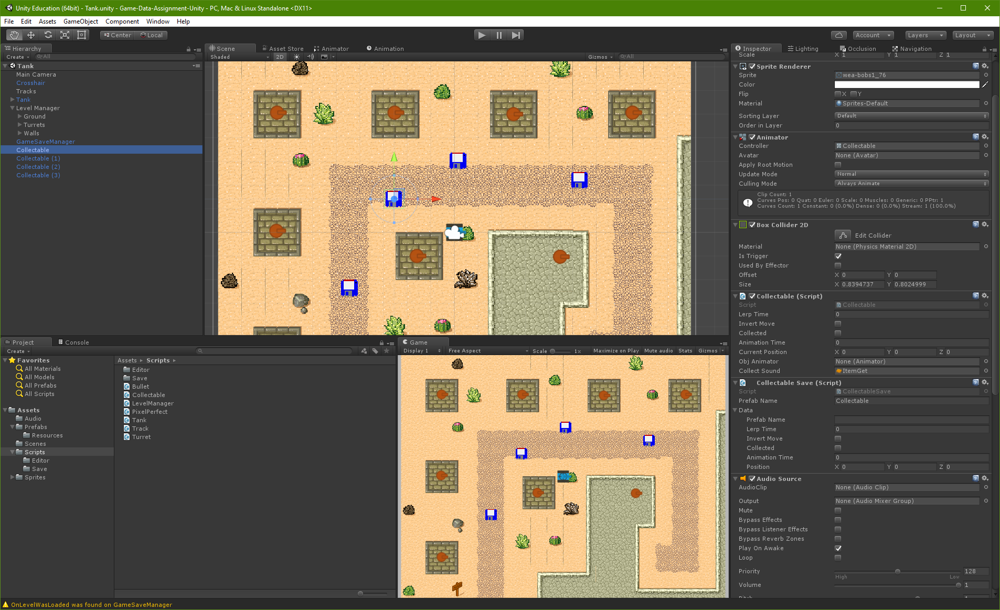 Unity Education (64bit) - Tank.unity - Game-Data-Assignment-Unity - PC, Mac & Linux Standalone <DX11>
File Edit Assets GameObject Component Window Help
Center Local Account Layers Layout
Hierarchy
Create All
Tank
Main Camera
Crosshair
Tracks
Tank
Level Manager
Ground
Turrets
Walls
GameSaveManager
Collectable
Collectable (1)
Collectable (2)
Collectable (3)
Scene Asset Store Animator Animation
Shaded 2D Gizmos All
Project Console
Create
Favorites
All Materials
All Models
All Prefabs
All Scripts
Assets
Audio
Prefabs
Resources
Scenes
Scripts
Editor
Save
Sprites
Assets Scripts
Editor
Save
Bullet
Collectable
LevelManager
PixelPerfect
Tank
Track
Turret
Game
Display 1 Free Aspect Scale 1x Maximize on Play Mute audio Stats Gizmos
Inspector Lighting Occlusion Navigation
Scale X 1 Y 1 Z 1
Sprite Renderer
Sprite wea-bobs1_76
Color
Flip X Y
Material Sprites-Default
Sorting Layer Default
Order in Layer 0
Animator
Controller Collectable
Avatar None (Avatar)
Apply Root Motion
Update Mode Normal
Culling Mode Always Animate
Clip Count: 1
Curves Pos: 0 Quat: 0 Euler: 0 Scale: 0 Muscles: 0 Generic: 0 PPtr: 1
Curves Count: 1 Constant: 0 (0.0%) Dense: 0 (0.0%) Stream: 1 (100.0%)
Box Collider 2D
Edit Collider
Material None (Physics Material 2D)
Is Trigger
Used By Effector
Offset X 0 Y 0
Size X 0.8394737 Y 0.8024999
Collectable (Script)
Script Collectable
Lerp Time 0
Invert Move
Collected
Animation Time 0
Current Position X 0 Y 0 Z 0
Obj Animator None (Animator)
Collect Sound ItemGet
Collectable Save (Script)
Script CollectableSave
Prefab Name Collectable
Data
Prefab Name
Lerp Time 0
Invert Move
Collected
Animation Time 0
Position X 0 Y 0 Z 0
Audio Source
AudioClip None (Audio Clip)
Output None (Audio Mixer Group)
Mute
Bypass Effects
Bypass Listener Effects
Bypass Reverb Zones
Play On Awake
Loop
Priority 128
High Low
Volume 1
OnLevelWasLoaded was found on GameSaveManager